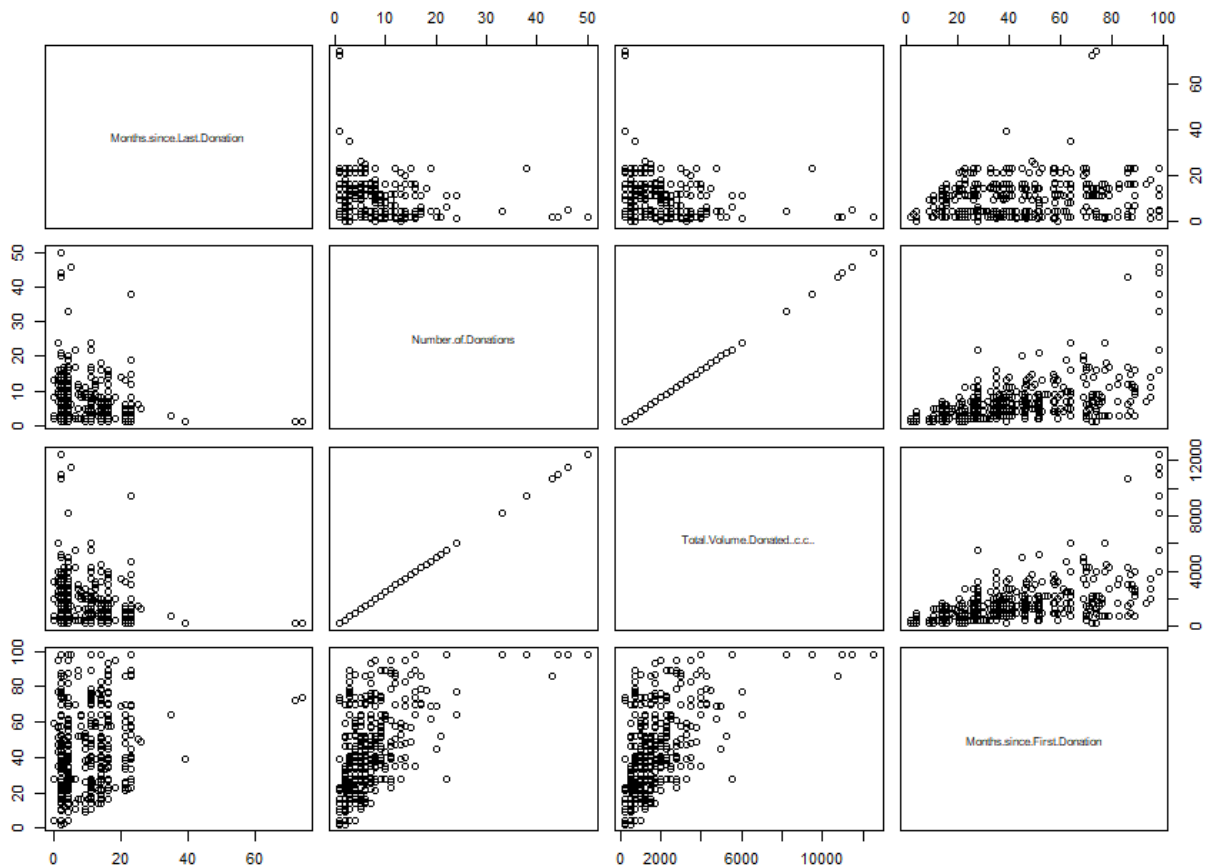 0 10 20 30 40 50
0 20 40 60 80 100
Months.since.Last.Donation
0 20 40 60
0 10 20 30 40 50
Number.of.Donations
Total.Volume.Donated..c.c..
0 4000 8000 12000
0 20 40 60 80 100
Months.since.First.Donation
0 20 40 60
0 2000 6000 10000